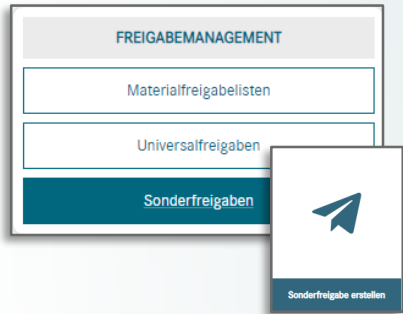 FREIGABEMANAGEMENT
Materialfreigabelisten
Universalfreigaben
Sonderfreigaben
Sonderfreigabe erstellen